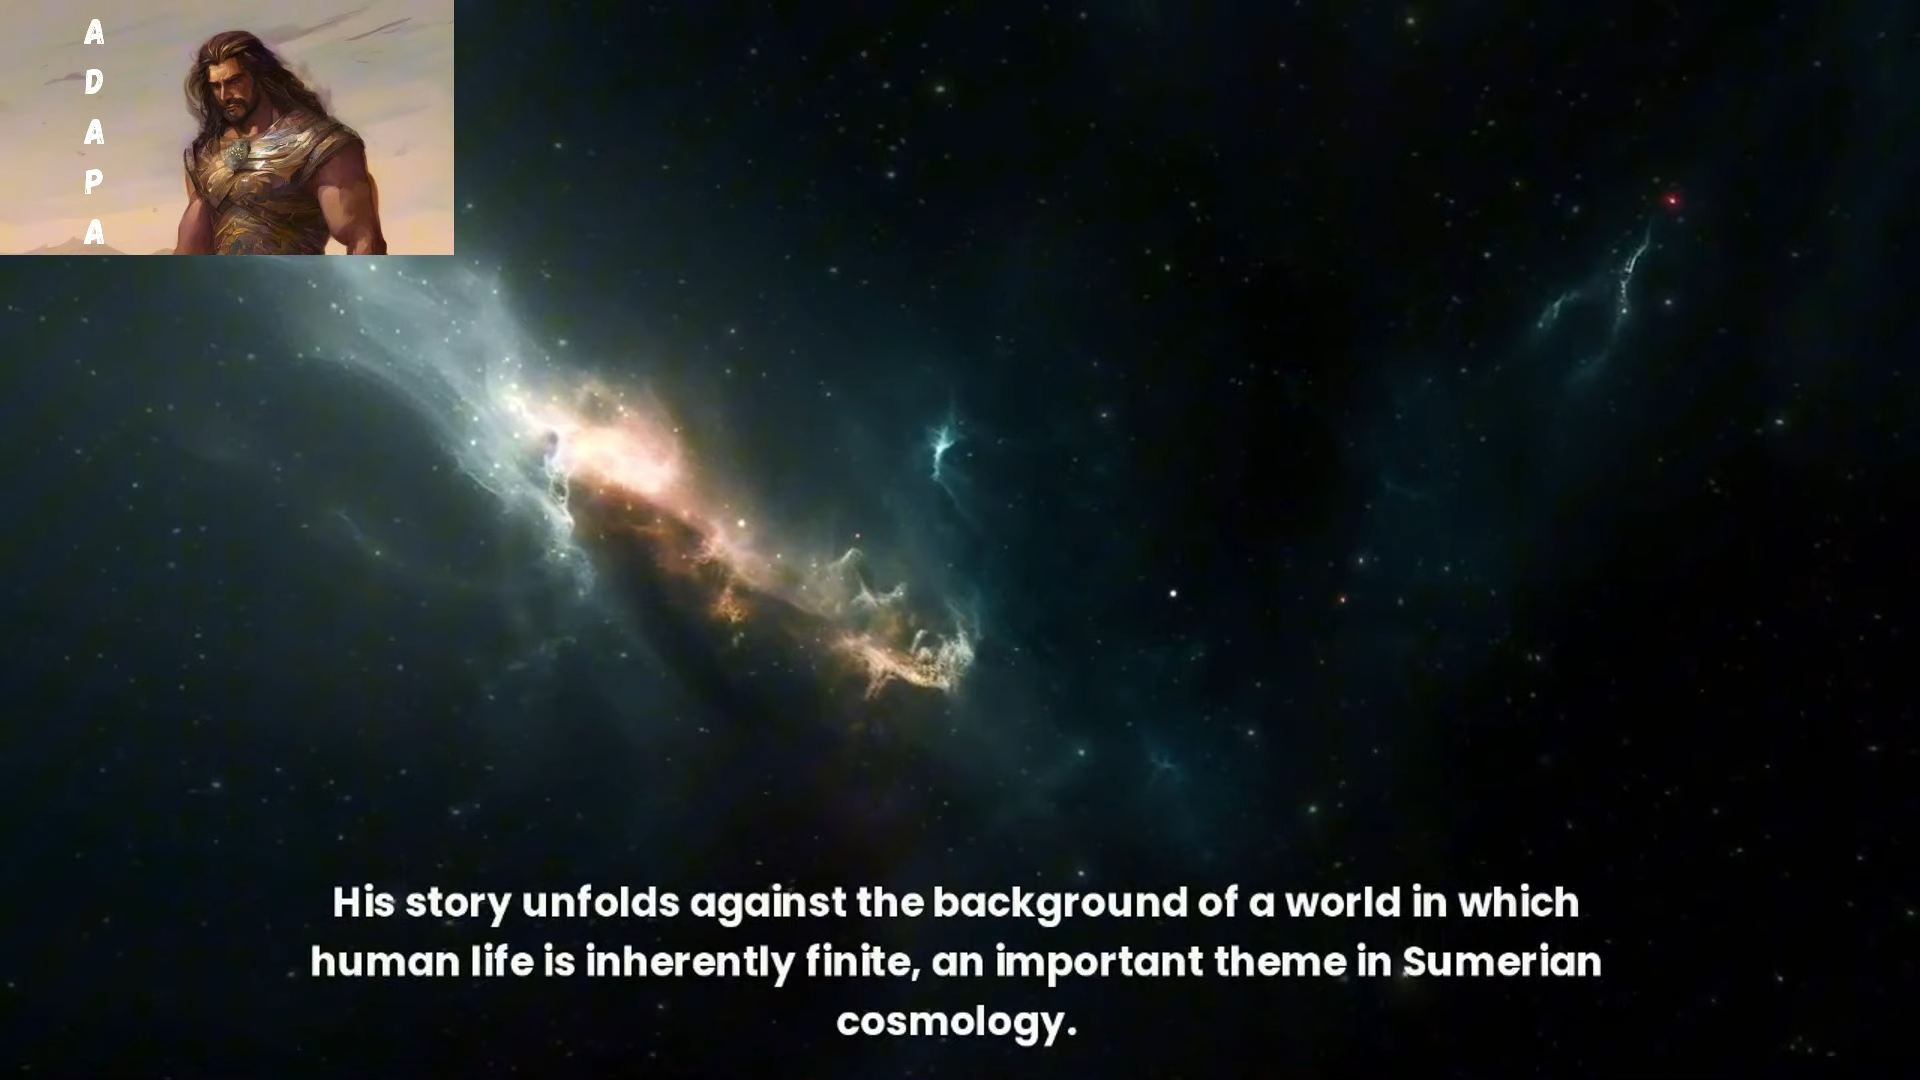 A
D
A
P
A
His story unfolds against the background of a world in which
human life is inherently finite, an important theme in Sumerian
cosmology.